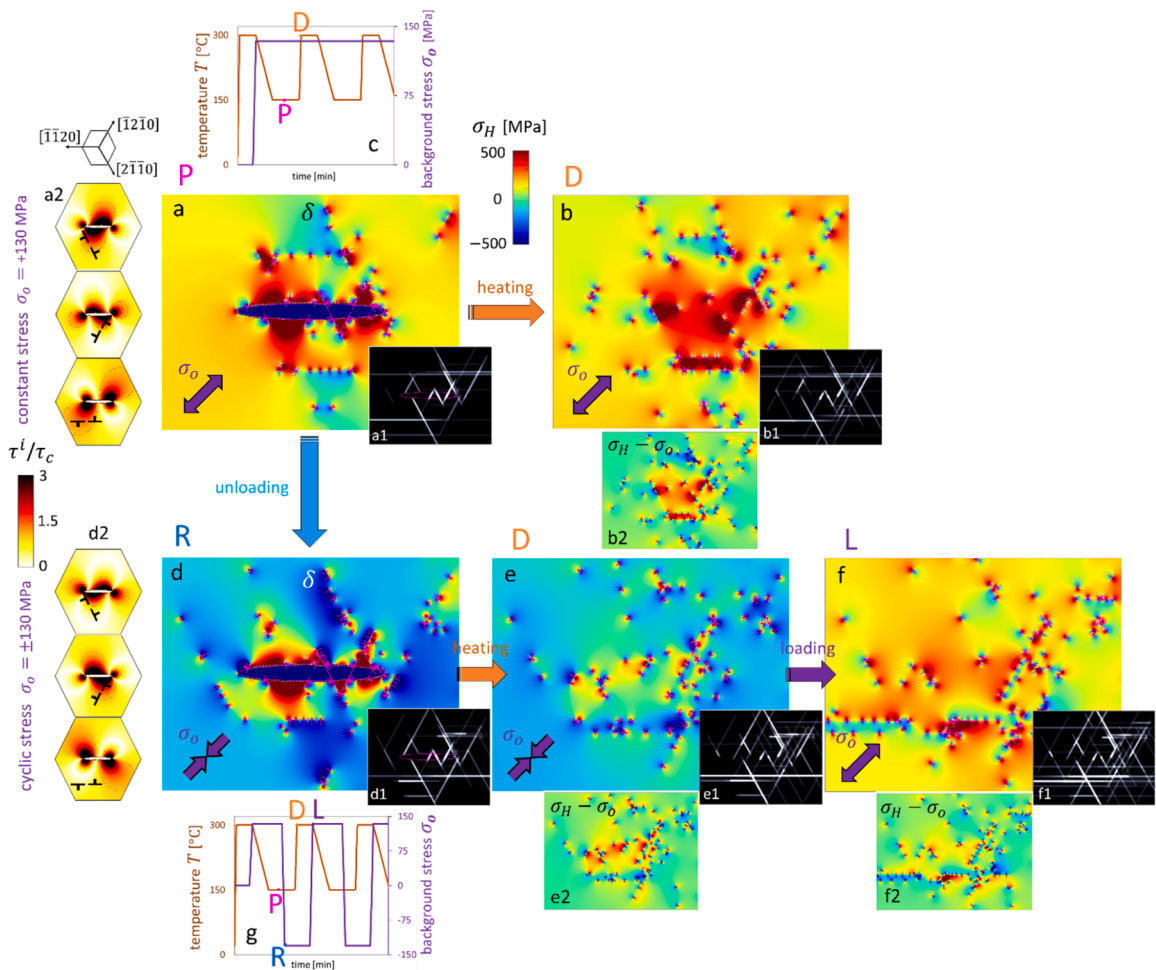 D
300
150
0
temperature T [°C]
P
c
time [min]
150
75
0
background stress σo [MPa]
[1̄1̄20]
[1̄21̄0]
[21̄1̄0]
σH [MPa]
500
0
−500
constant stress σo = +130 MPa
a2
P
a
δ
σo
a1
heating
D
b
σo
b1
σH − σo
b2
unloading
τⁱ/τc
3
1.5
0
cyclic stress σo = ±130 MPa
d2
R
d
δ
σo
d1
heating
D
e
σo
e1
σH − σo
e2
loading
L
f
σo
f1
σH − σo
f2
D L
300
150
0
temperature T [°C]
P
g
R
time [min]
150
75
0
-75
-150
background stress σo [MPa]